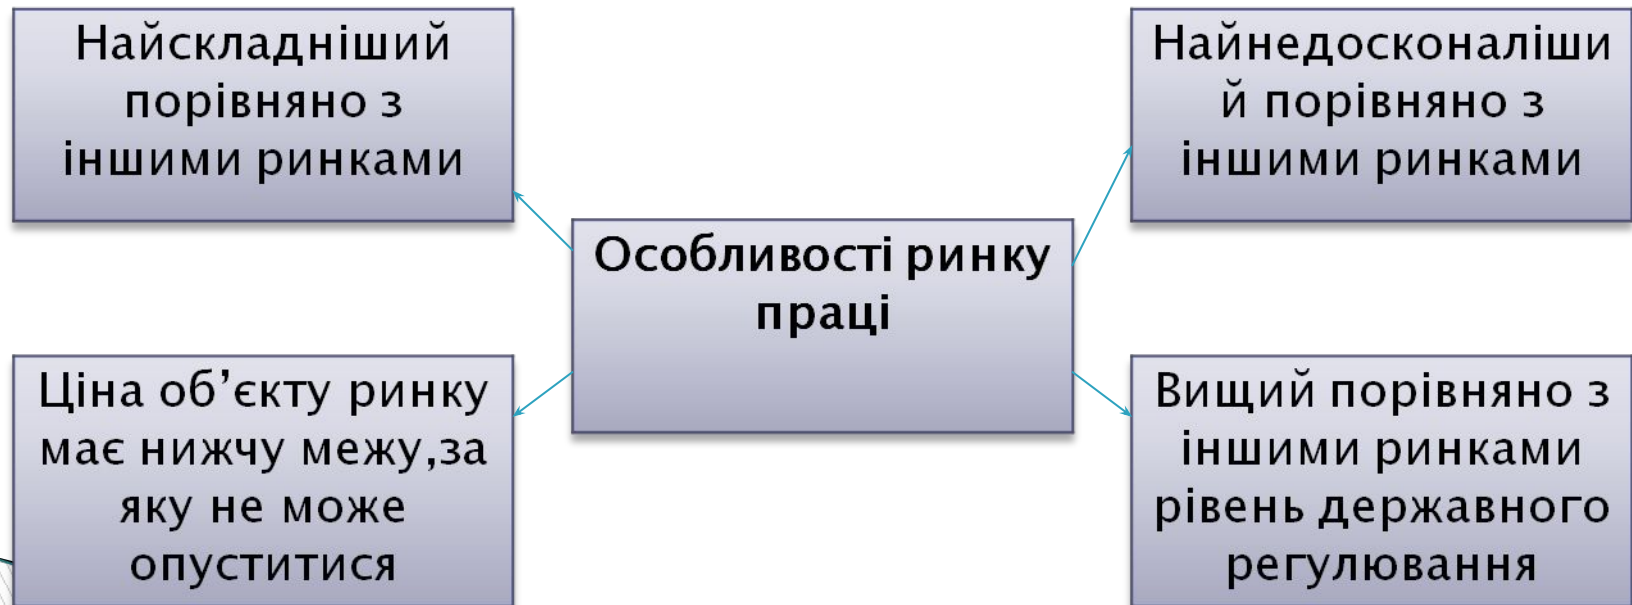 Найскладніший
порівняно з
іншими ринками
Найнедосконаліши
й порівняно з
іншими ринками
Особливості ринку
праці
Ціна об’єкту ринку
має нижчу межу,за
яку не може
опуститися
Вищий порівняно з
іншими ринками
рівень державного
регулювання